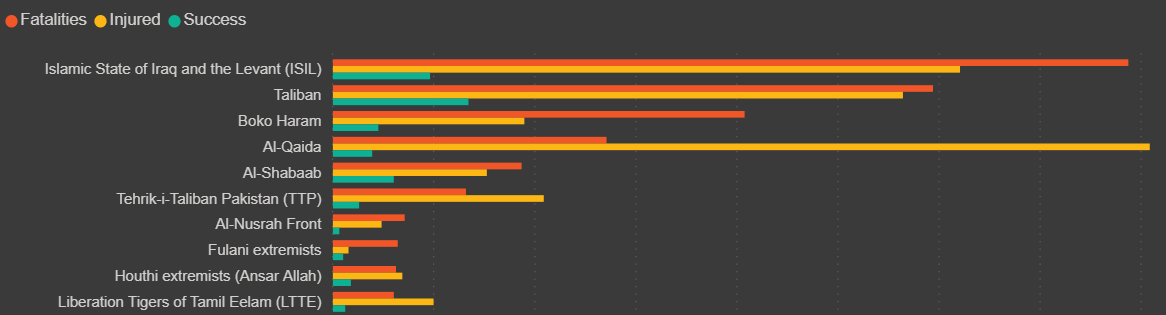 Fatalities Injured Success
Islamic State of Iraq and the Levant (ISIL)
Taliban
Boko Haram
Al-Qaida
Al-Shabaab
Tehrik-i-Taliban Pakistan (TTP)
Al-Nusrah Front
Fulani extremists
Houthi extremists (Ansar Allah)
Liberation Tigers of Tamil Eelam (LTTE)